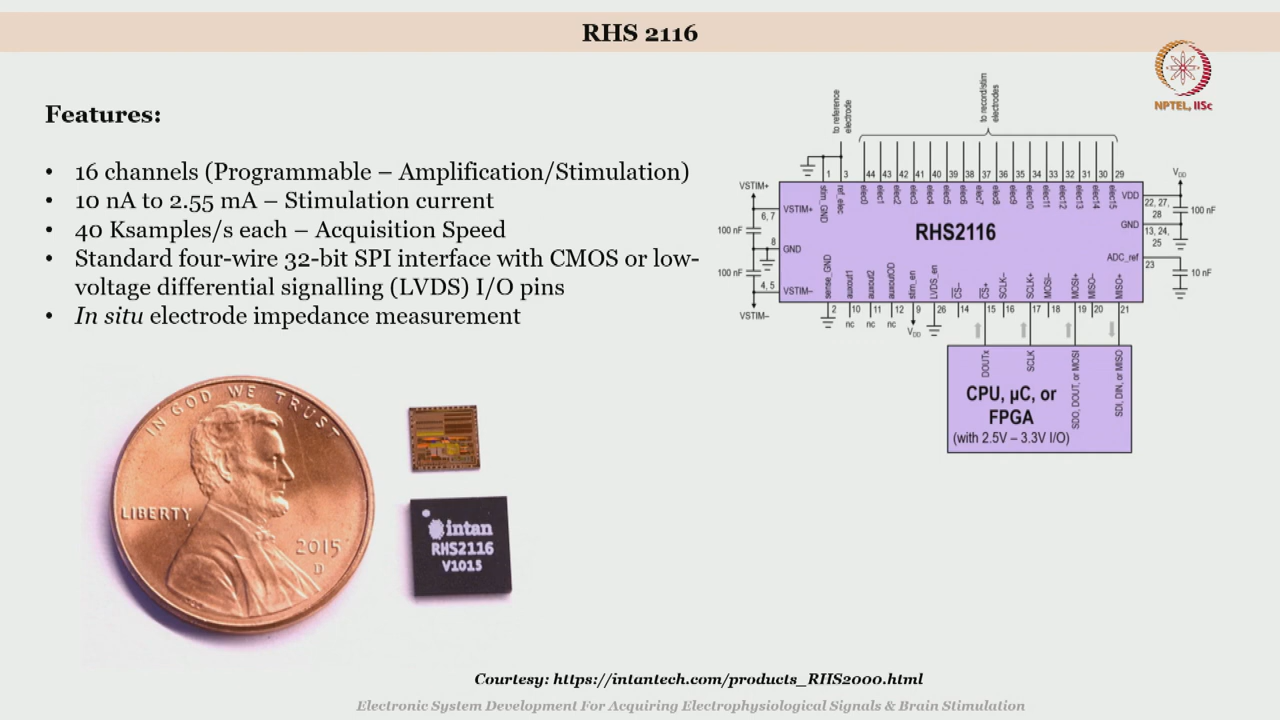 RHS 2116
NPTEL, IISc
Features:
• 16 channels (Programmable – Amplification/Stimulation)
• 10 nA to 2.55 mA – Stimulation current
• 40 Ksamples/s each – Acquisition Speed
• Standard four-wire 32-bit SPI interface with CMOS or low-
voltage differential signalling (LVDS) I/O pins
• In situ electrode impedance measurement
to reference
electrode
to record/stim
electrodes
1 3 44 43 42 41 40 39 38 37 36 35 34 33 32 31 30 29
stim_GND ref_elec elec0 elec1 elec2 elec3 elec4 elec5 elec6 elec7 elec8 elec9 elec10 elec11 elec12 elec13 elec14 elec15
VSTIM+
6, 7
VSTIM+
100 nF
8
GND
100 nF
4, 5
VSTIM–
VSTIM–
RHS2116
VDD
VDD
22, 27,
28
100 nF
GND
13, 24,
25
ADC_ref
23
10 nF
sense_GND auxout1 auxout2 stim_en LVDS_en CS– CS+ SCLK– SCLK+ MOSI– MOSI+ MISO– MISO+
2 10 11 12 9 26 14 15 16 17 18 19 20 21
nc nc nc
VDD
DOUTx
SCLK
SDO, DOUT, or MOSI
SDI, DIN, or MISO
CPU, µC, or
FPGA
(with 2.5V – 3.3V I/O)
IN GOD WE TRUST
LIBERTY
2015
D
intan
RHS2116
V1015
Courtesy: https://intantech.com/products_RHS2000.html
Electronic System Development For Acquiring Electrophysiological Signals & Brain Stimulation